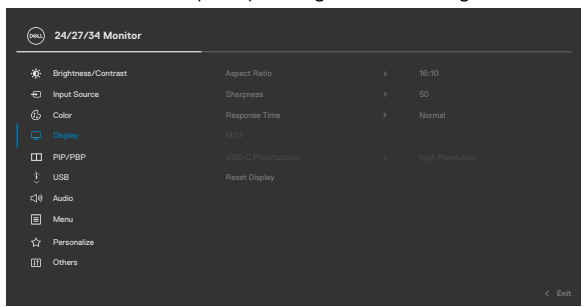 DELL 24/27/34 Monitor
Brightness/Contrast Aspect Ratio > 16:10
Input Source Sharpness > 50
Color Response Time > Normal
Display MST
PIP/PBP USB-C Prioritization > High Resolution
USB Reset Display
Audio
Menu
Personalize
Others
< Exit